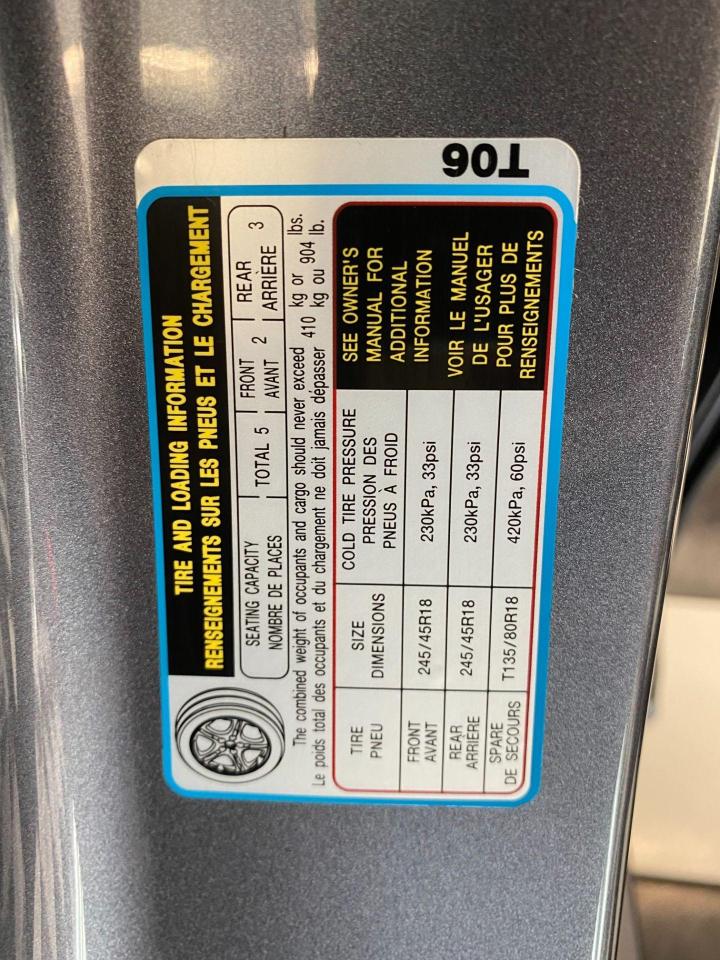 T06
TIRE AND LOADING INFORMATION
RENSEIGNEMENTS SUR LES PNEUS ET LE CHARGEMENT
SEATING CAPACITY
NOMBRE DE PLACES
TOTAL 5
FRONT
AVANT
2
REAR
ARRIÈRE
3
The combined weight of occupants and cargo should never exceed 410 kg or lbs.
Le poids total des occupants et du chargement ne doit jamais dépasser kg ou 904 lb.
TIRE
PNEU
SIZE
DIMENSIONS
COLD TIRE PRESSURE
PRESSION DES
PNEUS À FROID
FRONT
AVANT
245/45R18
230kPa, 33psi
REAR
ARRIÈRE
245/45R18
230kPa, 33psi
SPARE
DE SECOURS
T135/80R18
420kPa, 60psi
SEE OWNER'S
MANUAL FOR
ADDITIONAL
INFORMATION
VOIR LE MANUEL
DE L'USAGER
POUR PLUS DE
RENSEIGNEMENTS